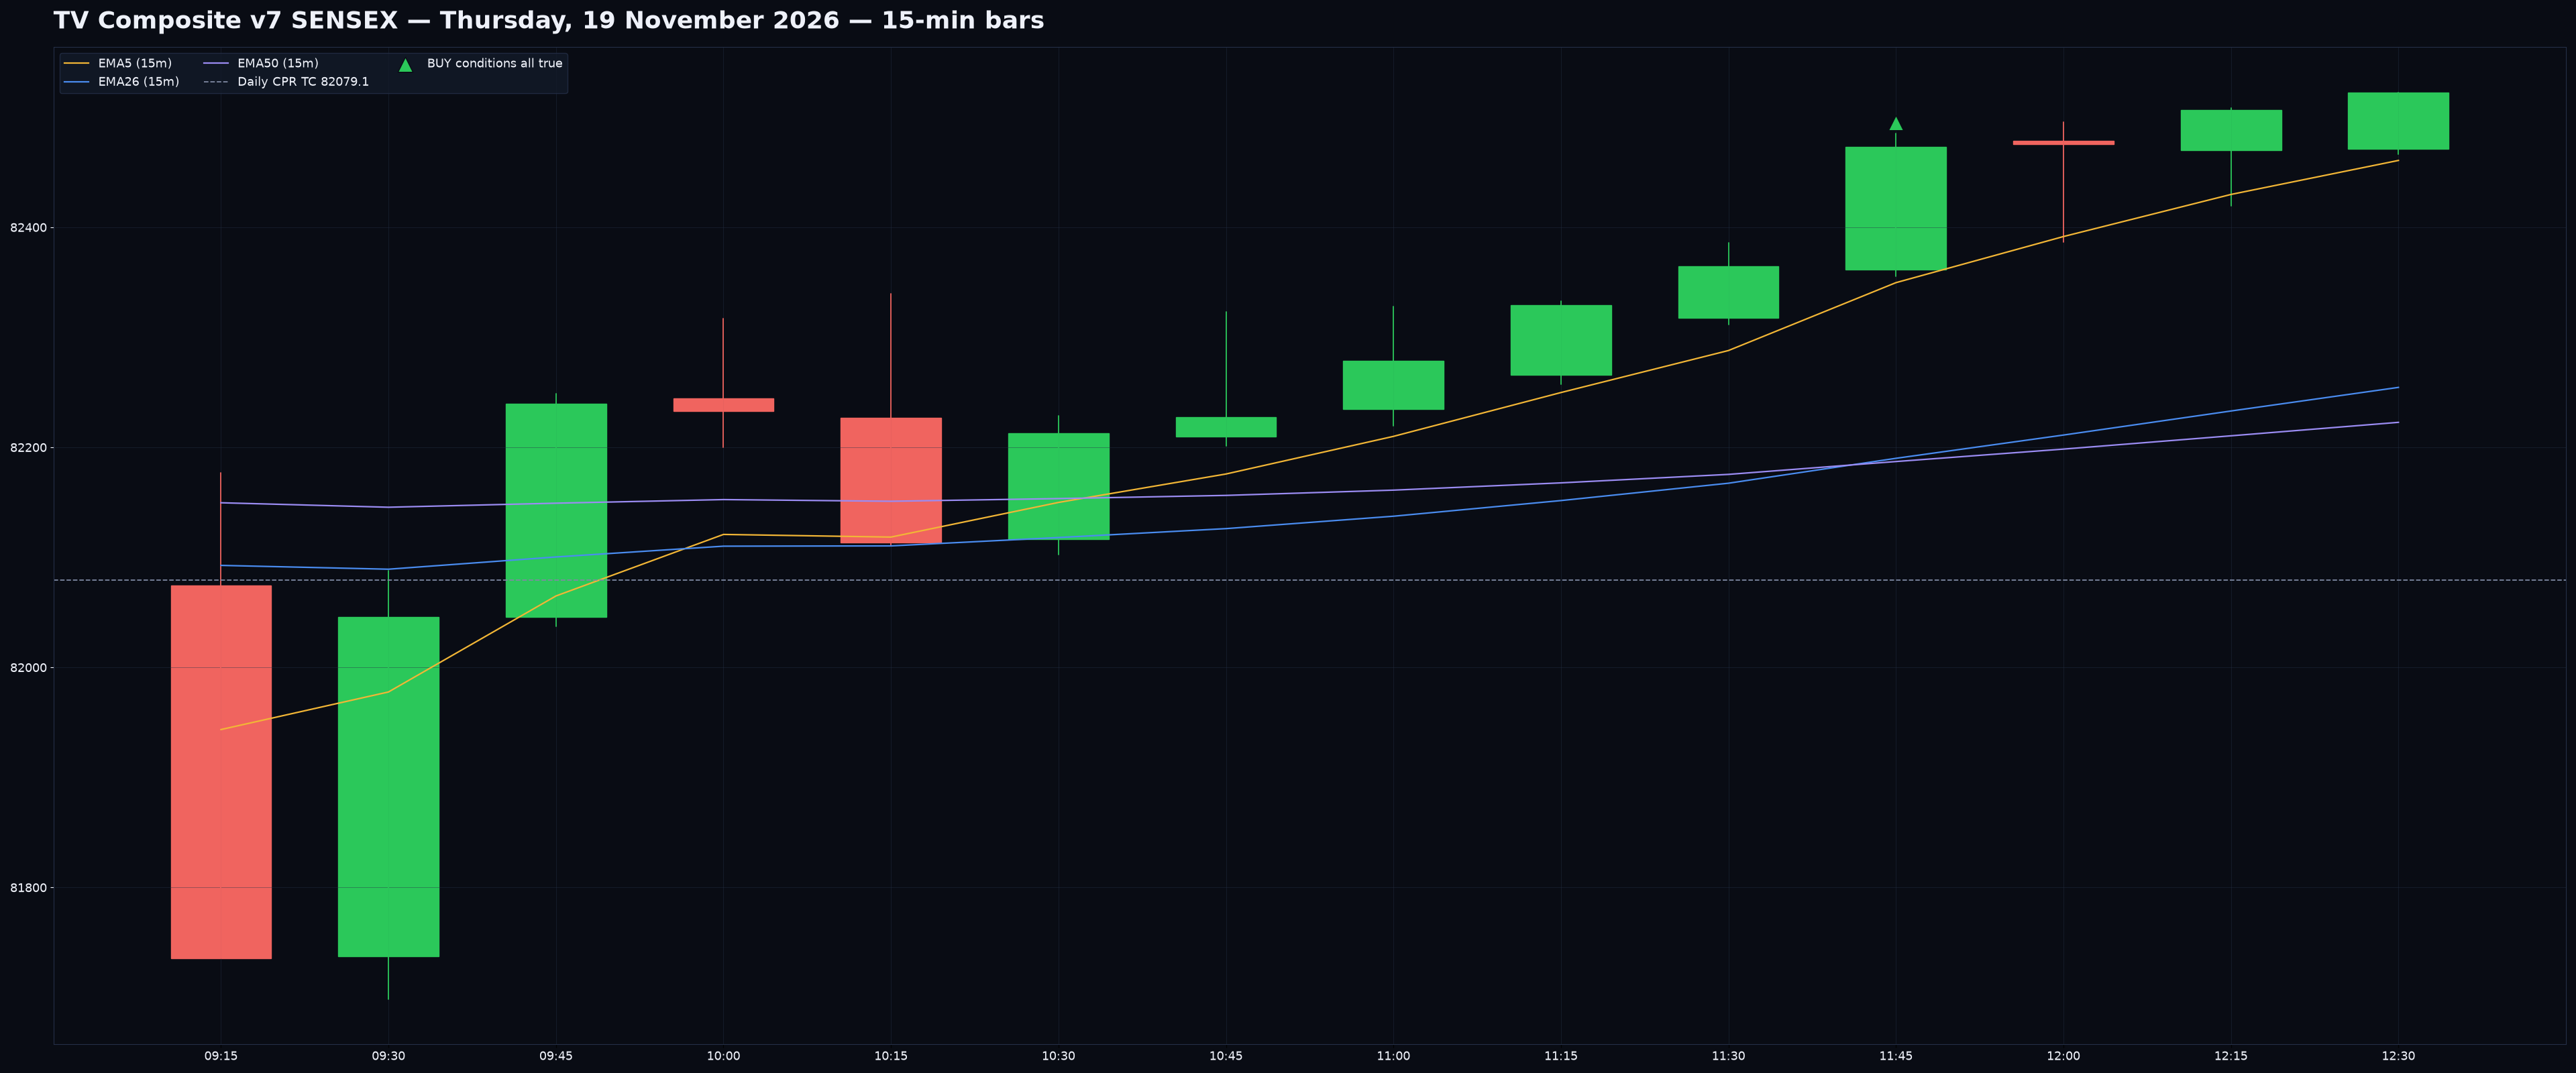 TV Composite v7 SENSEX — Thursday, 19 November 2026 — 15-min bars
EMA5 (15m) EMA50 (15m) BUY conditions all true
EMA26 (15m) Daily CPR TC 82079.1
82400
82200
82000
81800
09:15 09:30 09:45 10:00 10:15 10:30 10:45 11:00 11:15 11:30 11:45 12:00 12:15 12:30